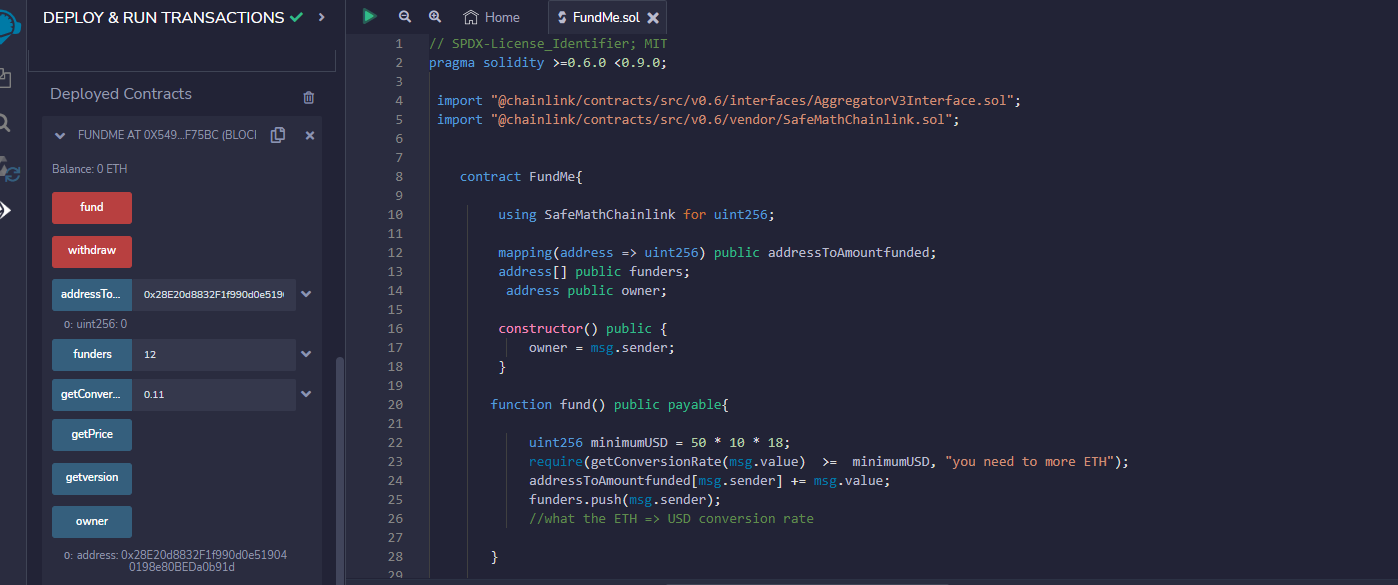 DEPLOY & RUN TRANSACTIONS
Deployed Contracts
FUNDME AT 0X549...F75BC (BLOCI
Balance: 0 ETH
fund
withdraw
addressTo... 0x28E20d8832F1f990d0e519
0: uint256: 0
funders 12
getConver... 0.11
getPrice
getversion
owner
0: address: 0x28E20d8832F1f990d0e51904
0198e80BEDa0b91d
Home FundMe.sol
1 // SPDX-License_Identifier; MIT
2 pragma solidity >=0.6.0 <0.9.0;
3
4 import "@chainlink/contracts/src/v0.6/interfaces/AggregatorV3Interface.sol";
5 import "@chainlink/contracts/src/v0.6/vendor/SafeMathChainlink.sol";
6
7
8 contract FundMe{
9
10 using SafeMathChainlink for uint256;
11
12 mapping(address => uint256) public addressToAmountfunded;
13 address[] public funders;
14 address public owner;
15
16 constructor() public {
17 owner = msg.sender;
18 }
19
20 function fund() public payable{
21
22 uint256 minimumUSD = 50 * 10 * 18;
23 require(getConversionRate(msg.value) >= minimumUSD, "you need to more ETH");
24 addressToAmountfunded[msg.sender] += msg.value;
25 funders.push(msg.sender);
26 //what the ETH => USD conversion rate
27
28 }
29